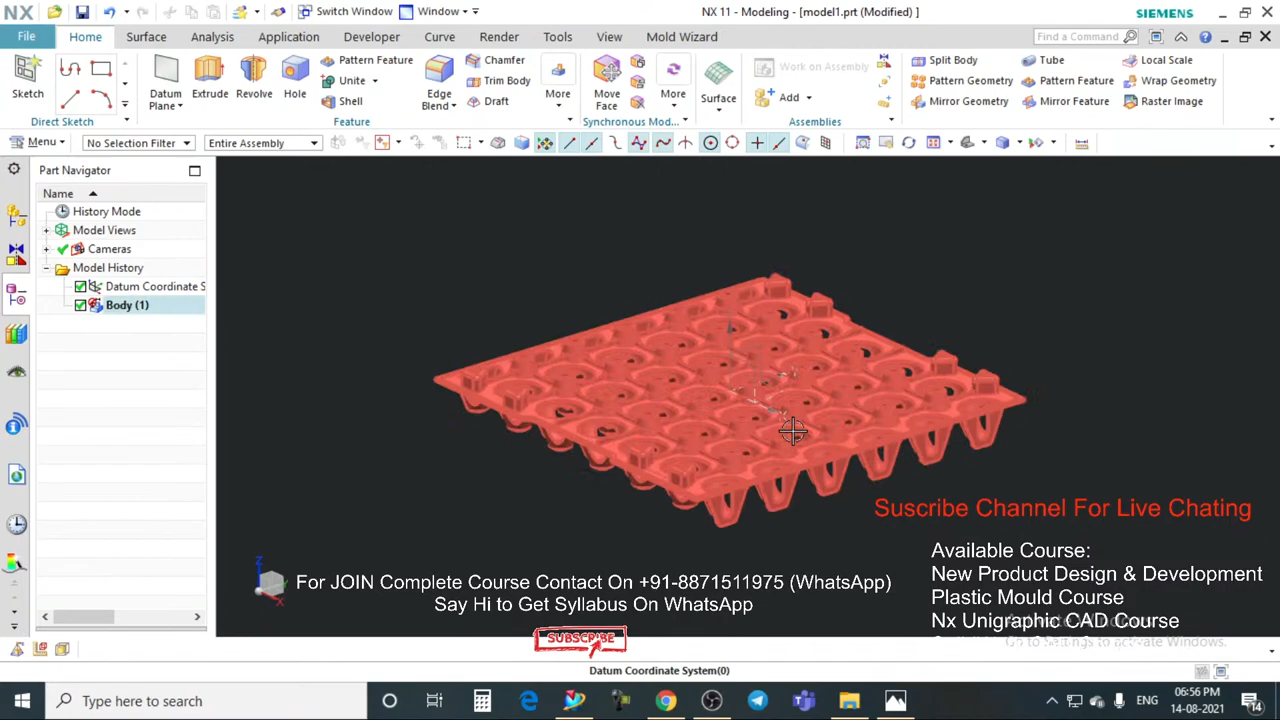 Switch Window
Window
NX 11 - Modeling - [model1.prt (Modified) ]
SIEMENS
File
Home
Surface
Analysis
Application
Developer
Curve
Render
Tools
View
Mold Wizard
Find a Command
Sketch
Direct Sketch
Datum
Plane
Extrude
Revolve
Hole
Pattern Feature
Unite
Shell
Edge
Blend
Chamfer
Trim Body
Draft
More
Feature
Move
Face
More
Synchronous Mod...
Surface
Work on Assembly
Add
Assemblies
Split Body
Pattern Geometry
Mirror Geometry
Tube
Pattern Feature
Mirror Feature
Local Scale
Wrap Geometry
Raster Image
Menu
No Selection Filter
Entire Assembly
Part Navigator
Name
History Mode
Model Views
Cameras
Model History
Datum Coordinate S
Body (1)
Z
X
Suscribe Channel For Live Chating
Available Course:
New Product Design & Development
Plastic Mould Course
Nx Unigraphic CAD Course
Go to Settings to activate Windows.
For JOIN Complete Course Contact On +91-8871511975 (WhatsApp)
Say Hi to Get Syllabus On WhatsApp
SUBSCRIBE
Datum Coordinate System(0)
Type here to search
ENG
06:56 PM
14-08-2021
14